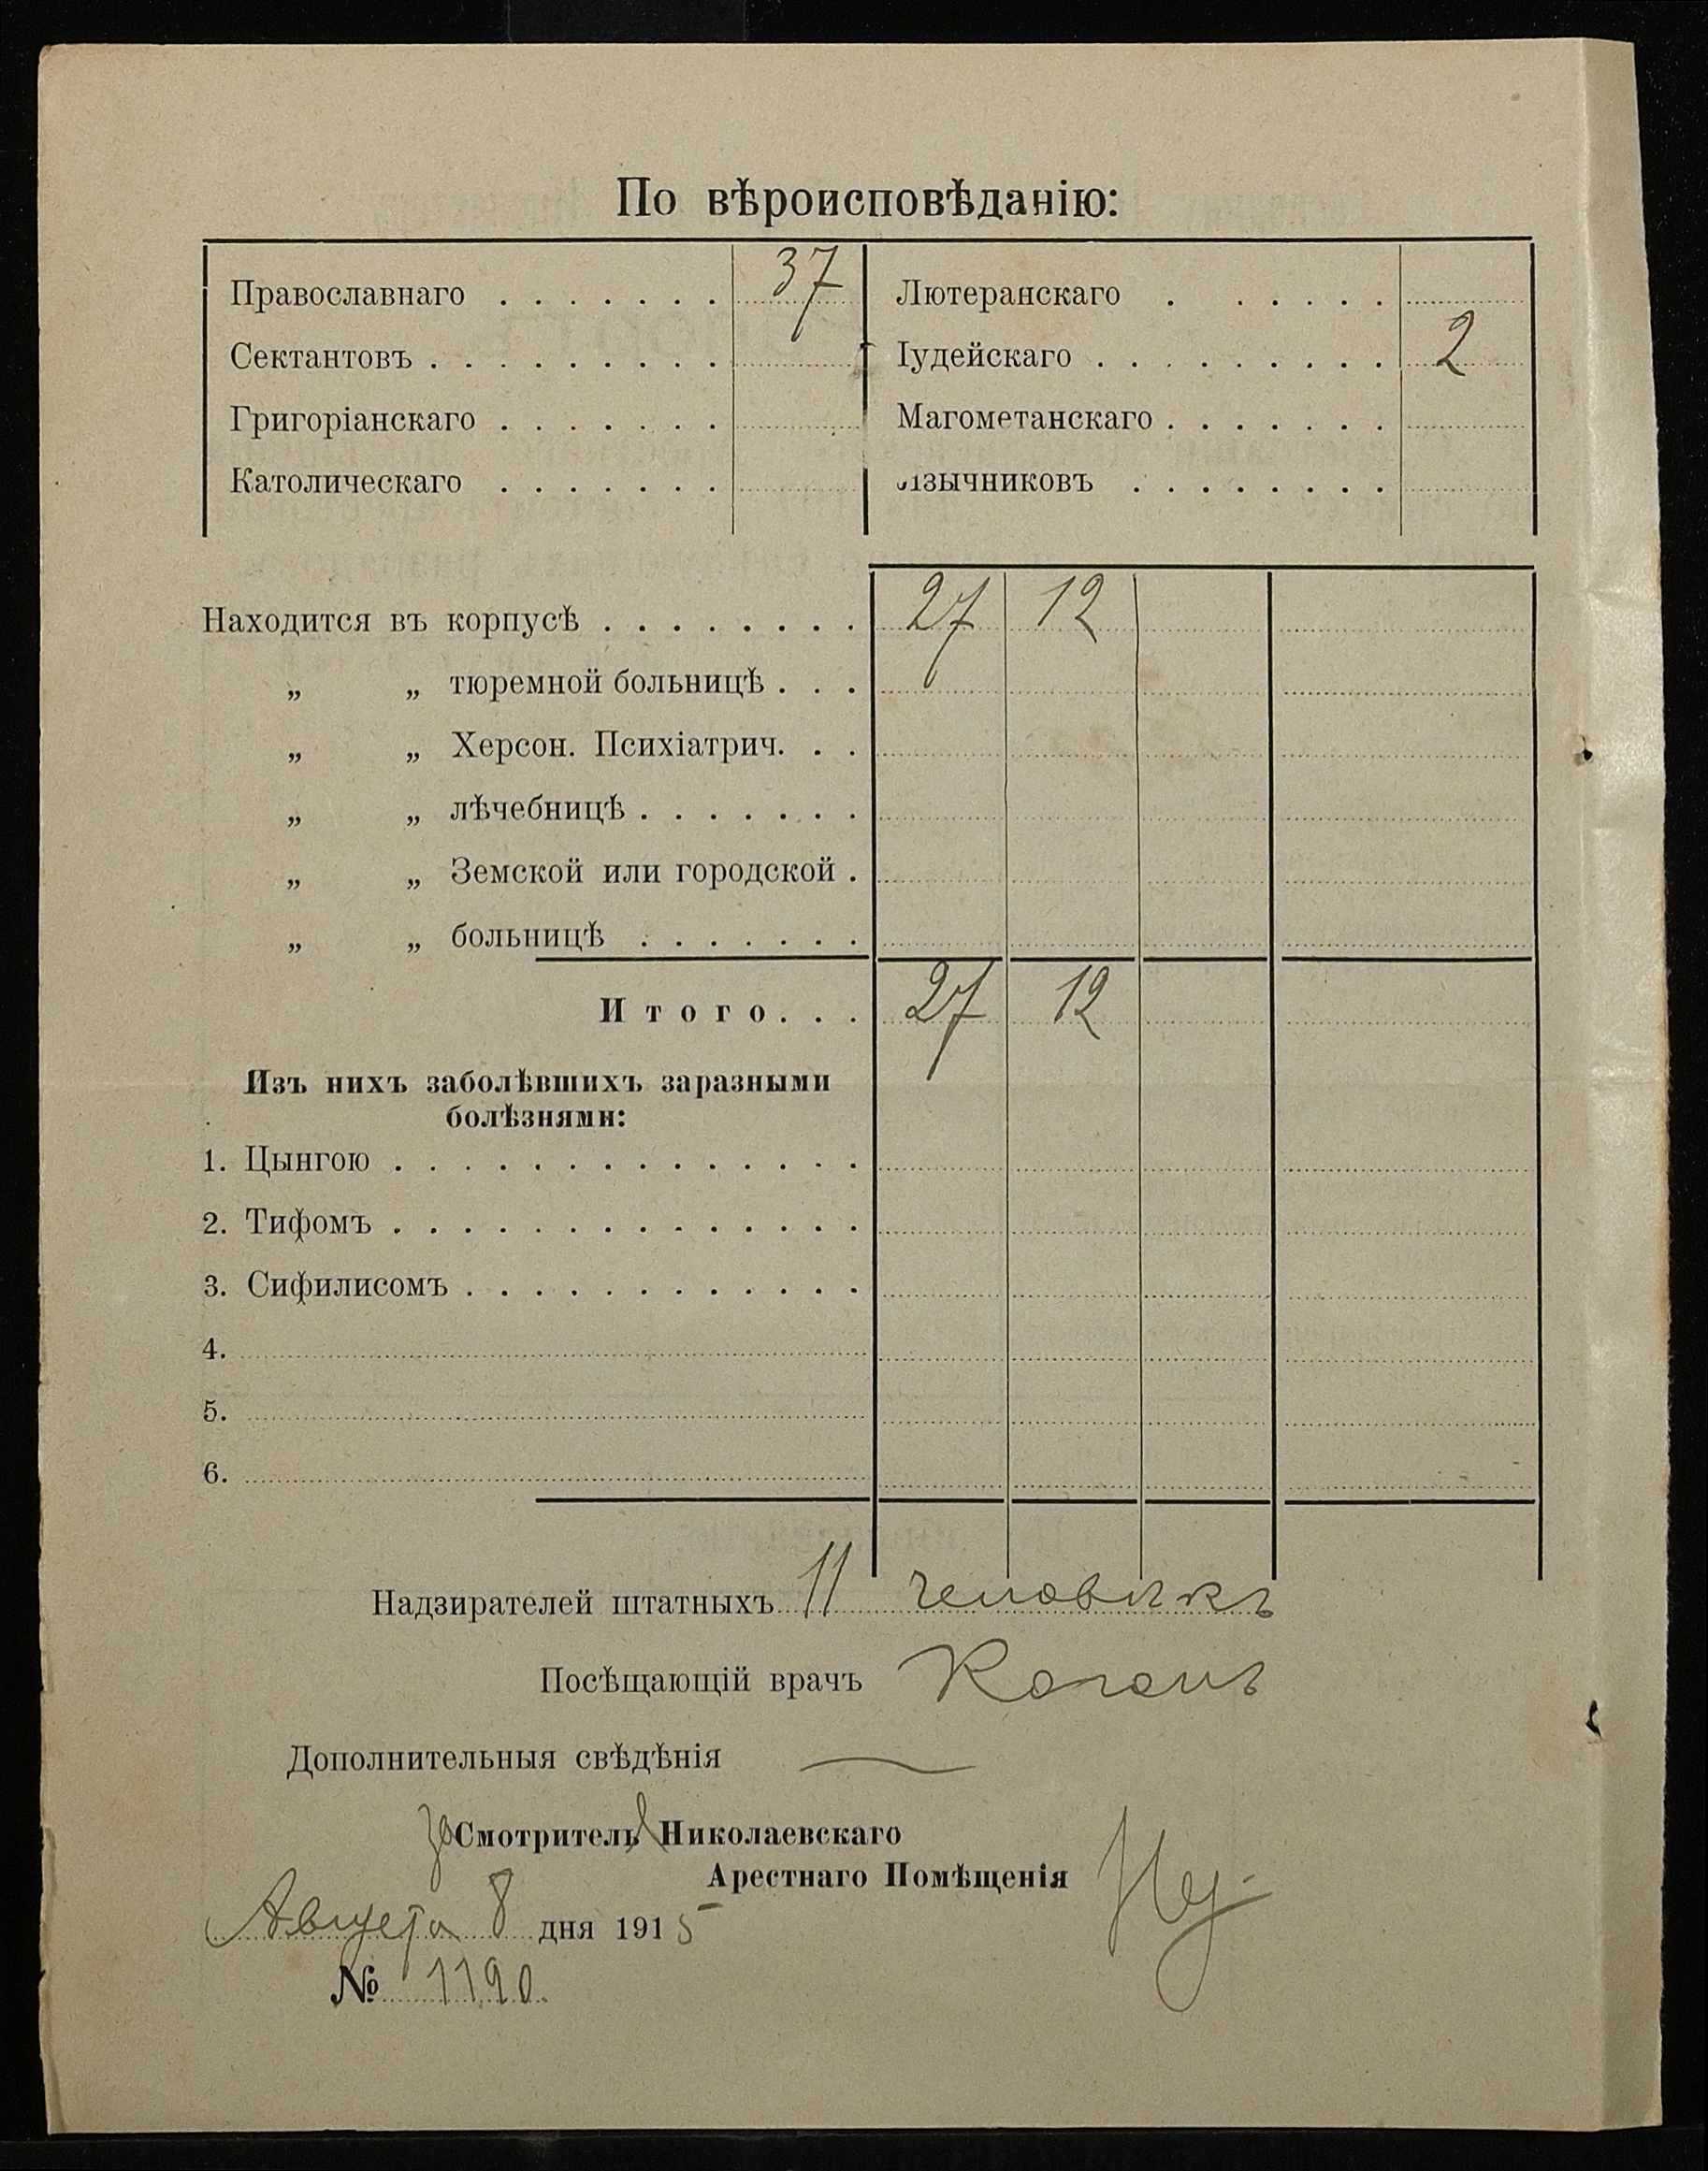 По вѣроисповѣданію:
Православнаго . . . . . . . 37 Лютеранскаго . . . . . .
Сектантовъ . . . . . . . . . Іудейскаго . . . . . . . . . 2
Григоріанскаго . . . . . . . Магометанскаго . . . . . . .
Католическаго . . . . . . . Язычниковъ . . . . . . . .
Находится въ корпусѣ . . . . . . . . 27 12
„ „ тюремной больницѣ . . .
„ „ Херсон. Психіатрич. . .
„ „ лѣчебницѣ . . . . . . .
„ „ Земской или городской .
„ „ больницѣ . . . . . . .
Итого . . . 27 12
Изъ нихъ заболѣвшихъ заразными
болѣзнями:
1. Цынгою . . . . . . . . . . . . . .
2. Тифомъ . . . . . . . . . . . . . .
3. Сифилисомъ . . . . . . . . . . . .
4.
5.
6.
Надзирателей штатныхъ 11 человѣкъ
Посѣщающій врачъ Коганъ
Дополнительныя свѣдѣнія —
За Смотрителя Николаевскаго
Арестнаго Помѣщенія
Августа 8 дня 1915
№ 1190